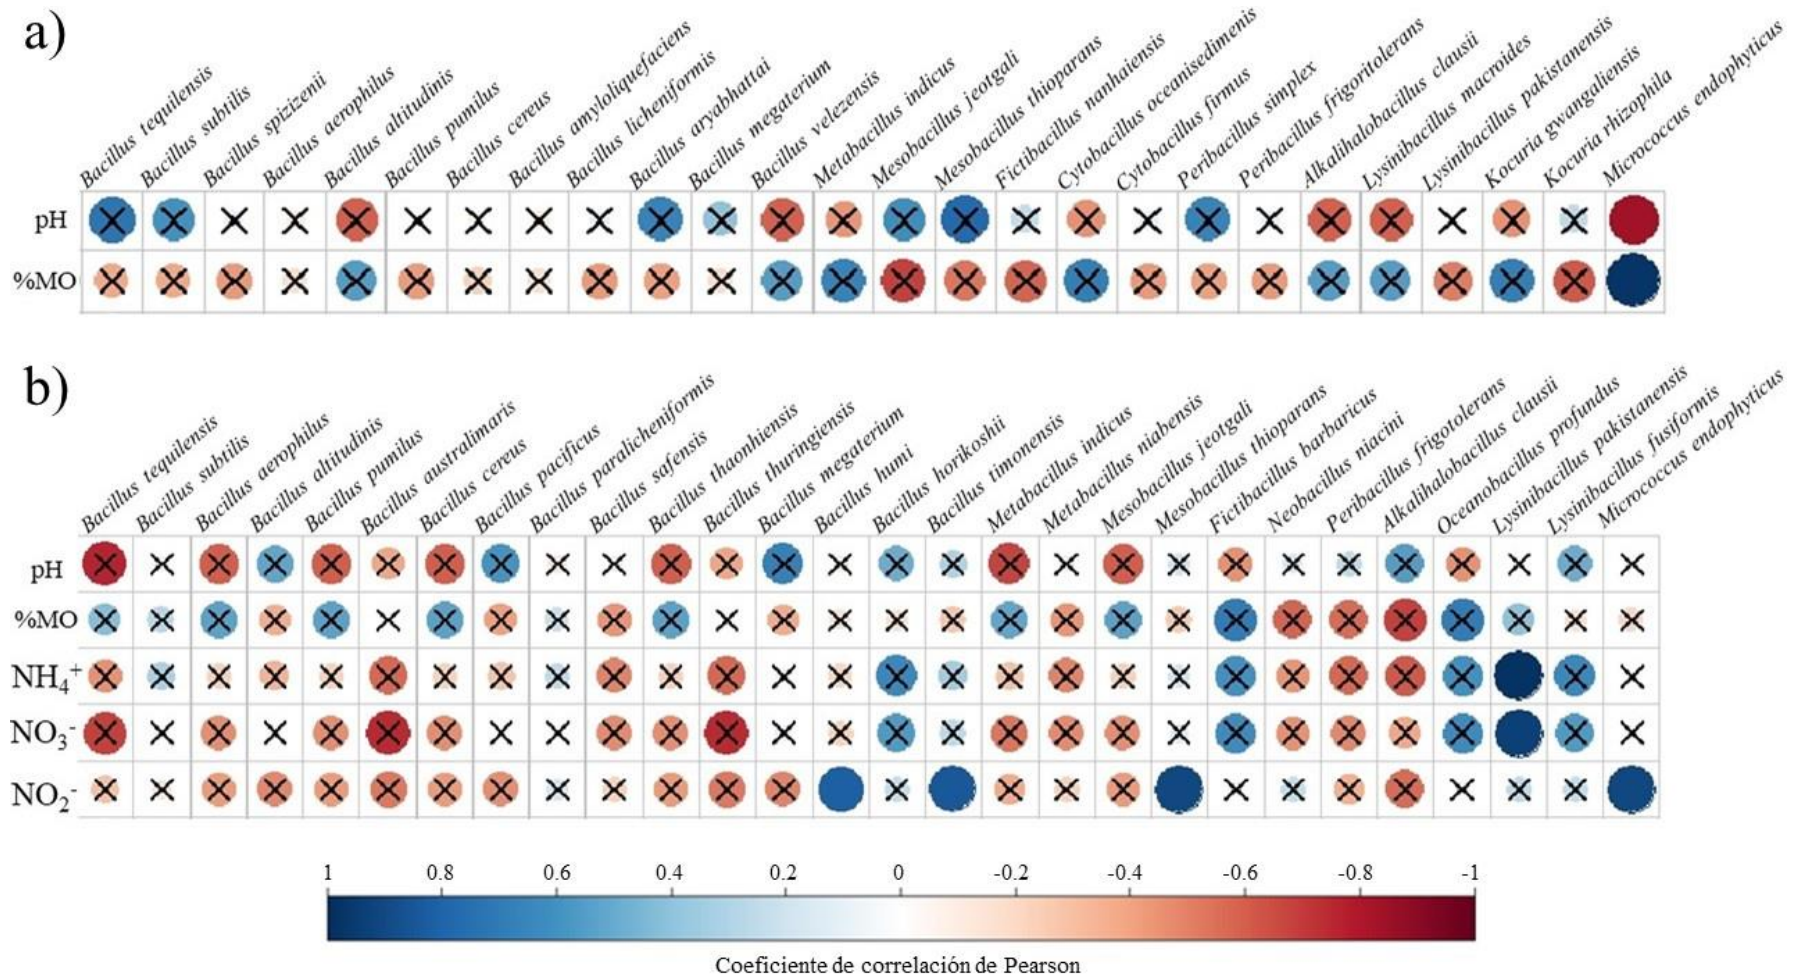 a)
Bacillus tequilensis
Bacillus subtilis
Bacillus spizizenii
Bacillus aerophilus
Bacillus altitudinis
Bacillus pumilus
Bacillus cereus
Bacillus amyloliquefaciens
Bacillus licheniformis
Bacillus aryabhattai
Bacillus megaterium
Bacillus velezensis
Metabacillus indicus
Mesobacillus jeotgali
Mesobacillus thioparans
Fictibacillus nanhaiensis
Cytobacillus oceanisedimenis
Cytobacillus firmus
Peribacillus simplex
Peribacillus frigoritolerans
Alkalihalobacillus clausii
Lysinibacillus macroides
Lysinibacillus pakistanensis
Kocuria gwangaliensis
Kocuria rhizophila
Micrococcus endophyticus
pH
%MO
b)
Bacillus tequilensis
Bacillus subtilis
Bacillus aerophilus
Bacillus altitudinis
Bacillus pumilus
Bacillus australimaris
Bacillus cereus
Bacillus pacificus
Bacillus paralicheniformis
Bacillus safensis
Bacillus thaonhiensis
Bacillus thuringiensis
Bacillus megaterium
Bacillus humi
Bacillus horikoshii
Bacillus timonensis
Metabacillus indicus
Metabacillus niabensis
Mesobacillus jeotgali
Mesobacillus thioparans
Fictibacillus barbaricus
Neobacillus niacini
Peribacillus frigotolerans
Alkalihalobacillus clausii
Oceanobacillus profundus
Lysinibacillus pakistanensis
Lysinibacillus fusiformis
Micrococcus endophyticus
pH
%MO
NH₄⁺
NO₃⁻
NO₂⁻
1 0.8 0.6 0.4 0.2 0 -0.2 -0.4 -0.6 -0.8 -1
Coeficiente de correlación de Pearson